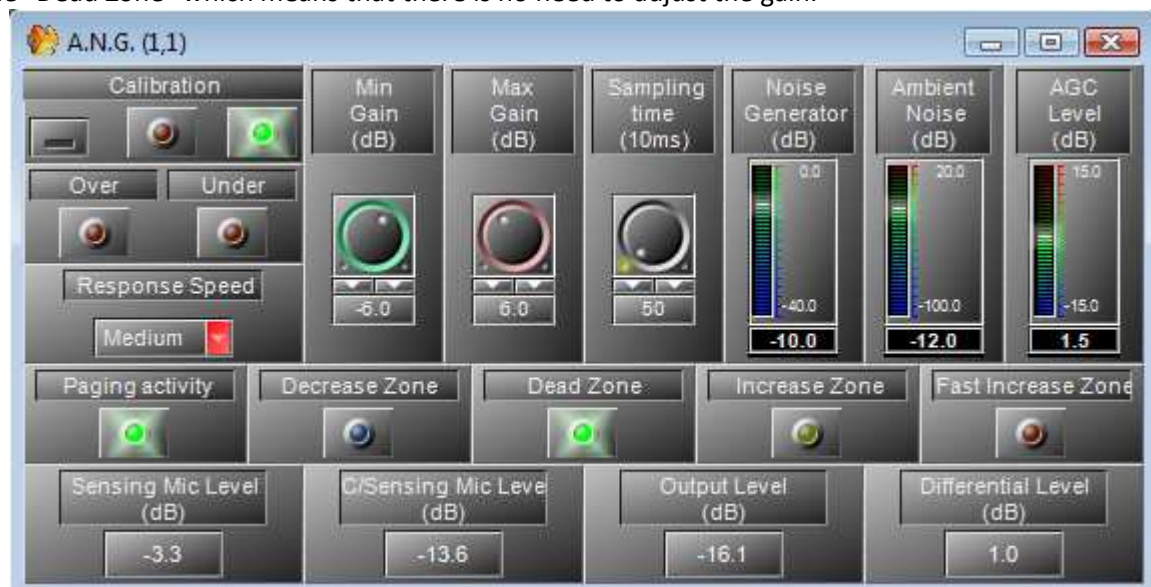 "Dead Zone" which means that there is no need to adjust the gain.
A.N.G. (1,1)
Calibration
Over Under
Response Speed
Medium
Min Gain (dB)
-6.0
Max Gain (dB)
6.0
Sampling time (10ms)
50
Noise Generator (dB)
0.0
-40.0
-10.0
Ambient Noise (dB)
20.0
-100.0
-12.0
AGC Level (dB)
15.0
-15.0
1.5
Paging activity Decrease Zone Dead Zone Increase Zone Fast Increase Zone
Sensing Mic Level (dB)
-3.3
C/Sensing Mic Leve (dB)
-13.6
Output Level (dB)
-16.1
Differential Level (dB)
1.0